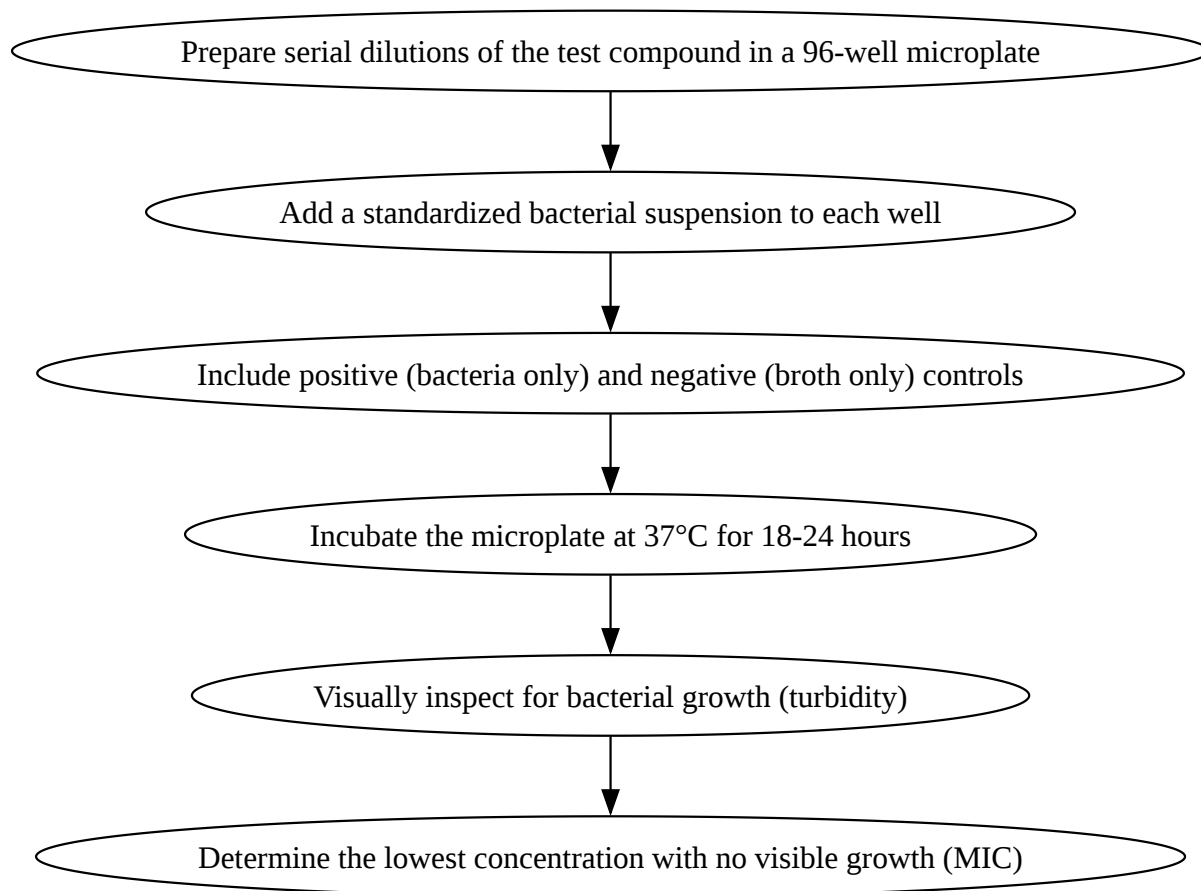 Prepare serial dilutions of the test compound in a 96-well microplate
Add a standardized bacterial suspension to each well
Include positive (bacteria only) and negative (broth only) controls
Incubate the microplate at 37°C for 18-24 hours
Visually inspect for bacterial growth (turbidity)
Determine the lowest concentration with no visible growth (MIC)